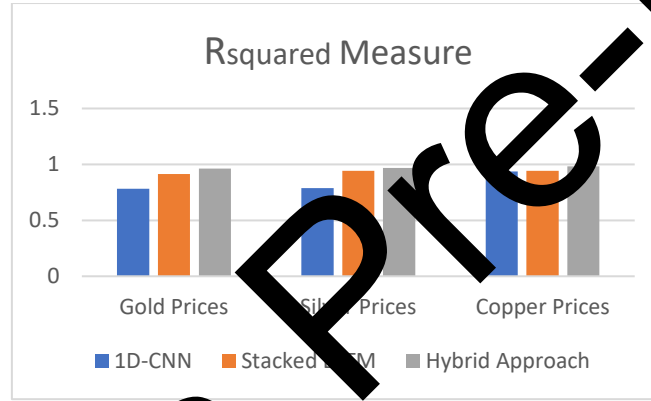 Rsquared Measure
1.5
1
0.5
0
Gold Prices Prices Copper Prices
1D-CNN Stacked Hybrid Approach
Pre-